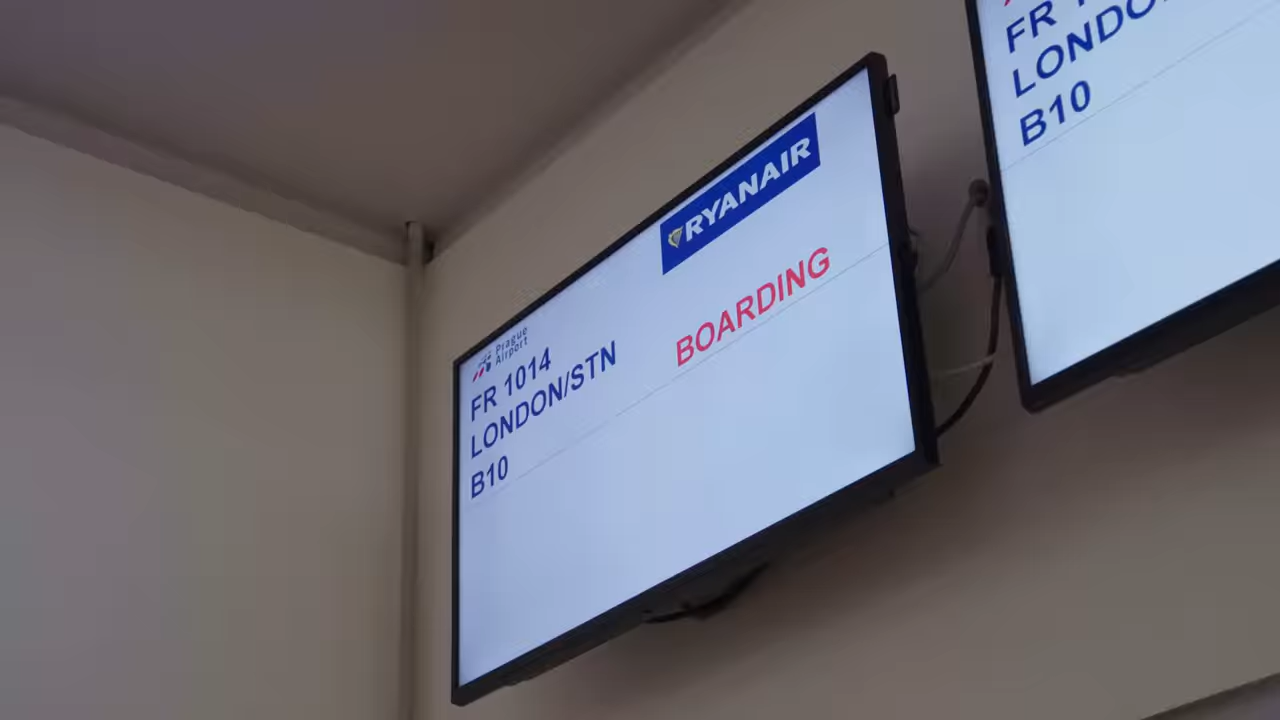 RYANAIR
Prague
Airport
FR 1014
LONDON/STN
BOARDING
B10
FR
LONDO
B10